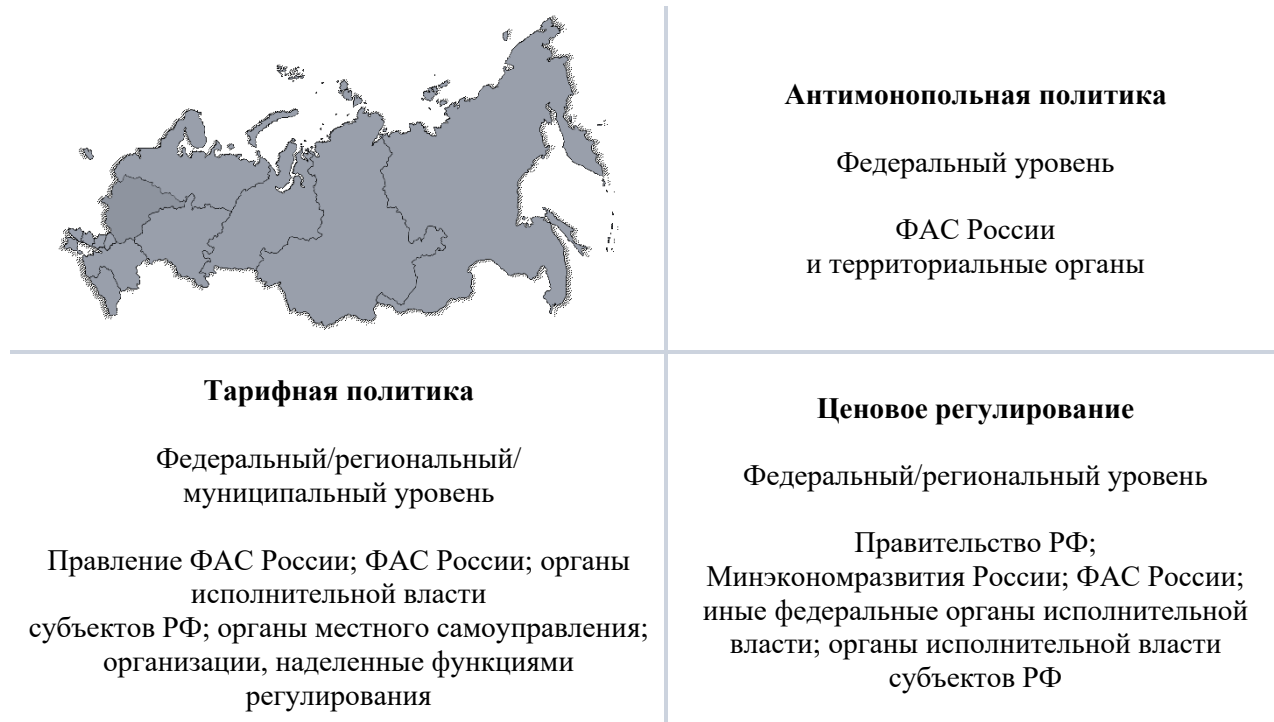 Антимонопольная политика
Федеральный уровень
ФАС России
и территориальные органы
Тарифная политика
Федеральный/региональный/
муниципальный уровень
Правление ФАС России; ФАС России; органы
исполнительной власти
субъектов РФ; органы местного самоуправления;
организации, наделенные функциями
регулирования
Ценовое регулирование
Федеральный/региональный уровень
Правительство РФ;
Минэкономразвития России; ФАС России;
иные федеральные органы исполнительной
власти; органы исполнительной власти
субъектов РФ